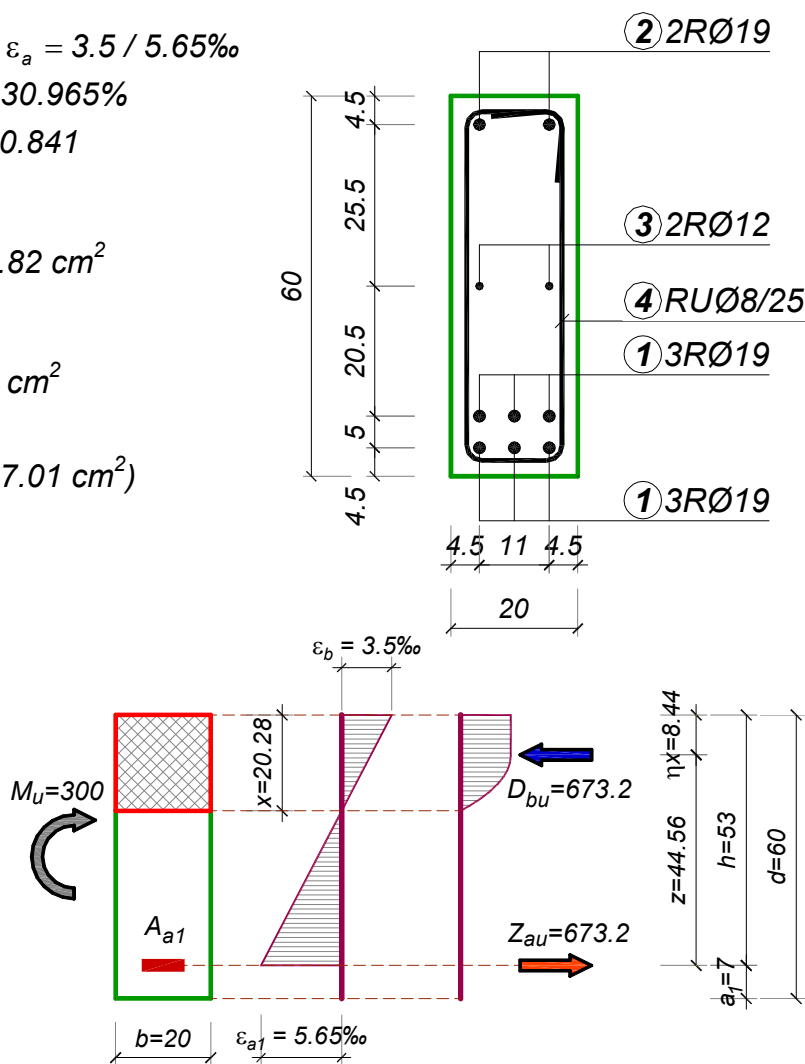 εa = 3.5 / 5.65‰
30.965%
0.841
.82 cm²
cm²
7.01 cm²)
② 2RØ19
③ 2RØ12
④ RUØ8/25
① 3RØ19
① 3RØ19
4.5
25.5
20.5
5
4.5
60
4.5 11 4.5
20
εb = 3.5‰
x=20.28
Mu=300
Dbu=673.2
Aa1
Zau=673.2
ηx=8.44
z=44.56
h=53
a1=7
d=60
b=20
εa1 = 5.65‰